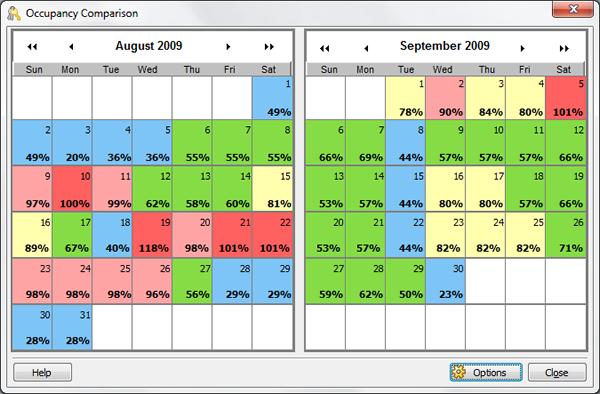 Occupancy Comparison
August 2009
Sun Mon Tue Wed Thu Fri Sat
1
49%
2 3 4 5 6 7 8
49% 20% 36% 36% 55% 55% 55%
9 10 11 12 13 14 15
97% 100% 99% 62% 58% 60% 81%
16 17 18 19 20 21 22
89% 67% 40% 118% 98% 101% 101%
23 24 25 26 27 28 29
98% 98% 98% 96% 56% 29% 29%
30 31
28% 28%
September 2009
Sun Mon Tue Wed Thu Fri Sat
1 2 3 4 5
78% 90% 84% 80% 101%
6 7 8 9 10 11 12
66% 69% 44% 57% 57% 57% 66%
13 14 15 16 17 18 19
53% 57% 44% 80% 80% 57% 66%
20 21 22 23 24 25 26
53% 57% 44% 82% 82% 82% 71%
27 28 29 30
59% 62% 50% 23%
Help
Options
Close